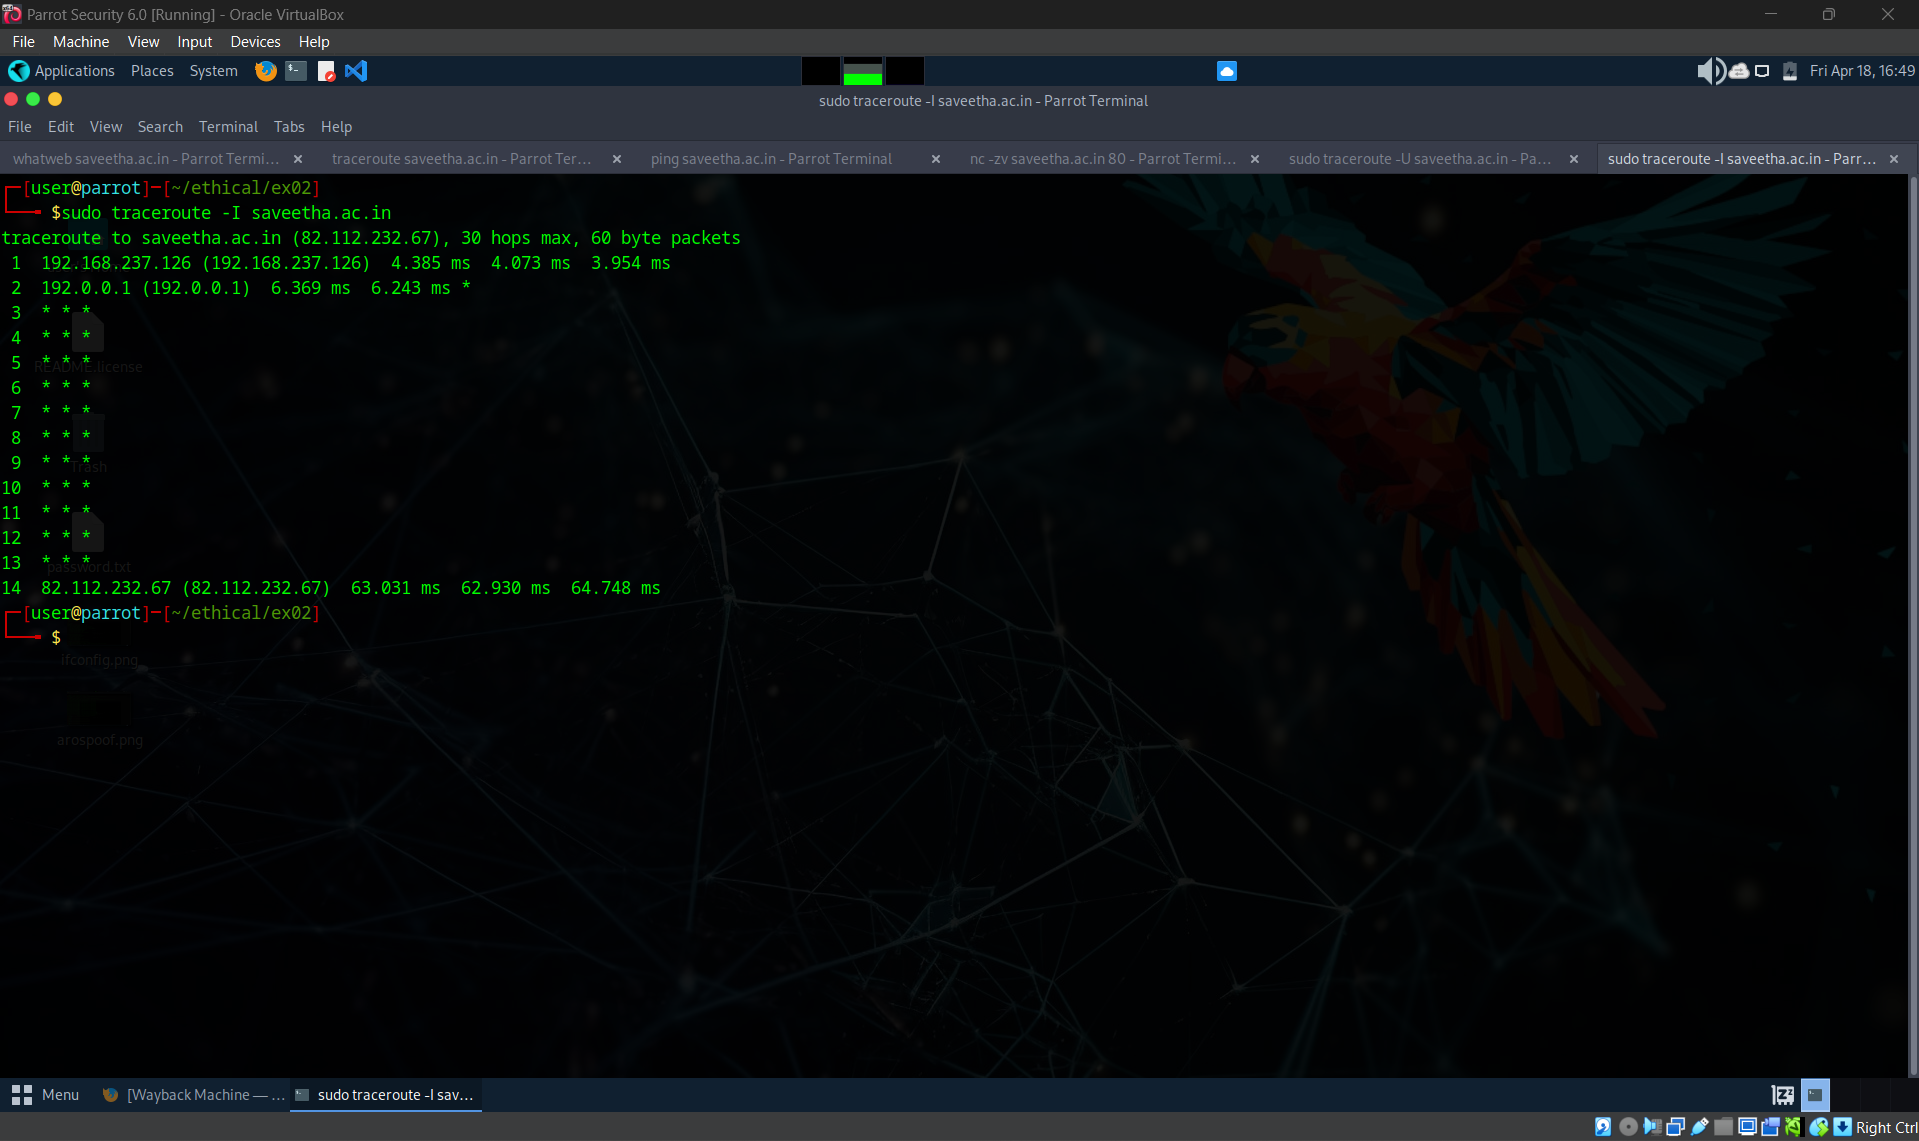 Parrot Security 6.0 [Running] - Oracle VirtualBox
File Machine View Input Devices Help
Applications Places System Fri Apr 18, 16:49
sudo traceroute -I saveetha.ac.in - Parrot Terminal
File Edit View Search Terminal Tabs Help
whatweb saveetha.ac.in - Parrot Termi... × traceroute saveetha.ac.in - Parrot Ter... × ping saveetha.ac.in - Parrot Terminal × nc -zv saveetha.ac.in 80 - Parrot Termi... × sudo traceroute -U saveetha.ac.in - Pa... × sudo traceroute -I saveetha.ac.in - Parr... ×
[user@parrot]-[~/ethical/ex02]
$sudo traceroute -I saveetha.ac.in
traceroute to saveetha.ac.in (82.112.232.67), 30 hops max, 60 byte packets
1 192.168.237.126 (192.168.237.126) 4.385 ms 4.073 ms 3.954 ms
2 192.0.0.1 (192.0.0.1) 6.369 ms 6.243 ms *
3 * * *
4 * * *
5 * * *
README.license
6 * * *
7 * * *
8 * * *
9 * * *
Trash
10 * * *
11 * * *
12 * * *
13 * * *
password.txt
14 82.112.232.67 (82.112.232.67) 63.031 ms 62.930 ms 64.748 ms
[user@parrot]-[~/ethical/ex02]
$
ifconfig.png
arospoof.png
Menu [Wayback Machine — ... sudo traceroute -I sav...
Right Ctrl